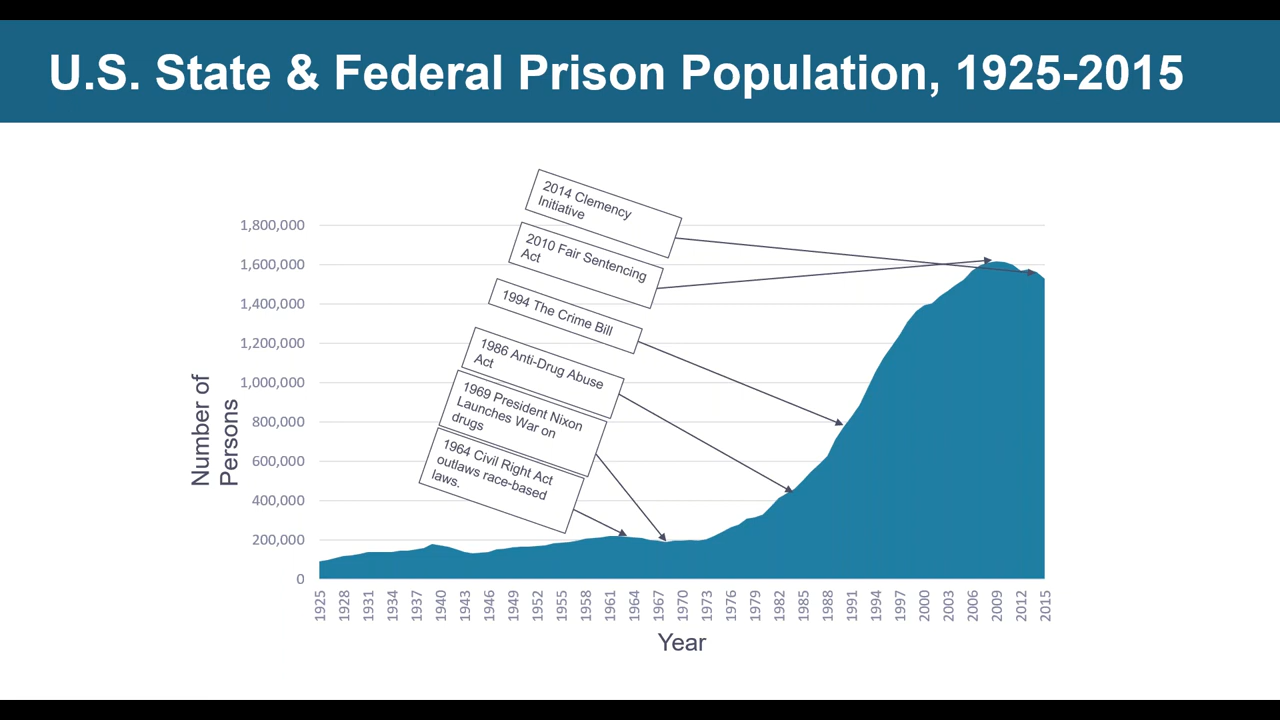 U.S. State & Federal Prison Population, 1925-2015
2014 Clemency
Initiative
2010 Fair Sentencing
Act
1994 The Crime Bill
1986 Anti-Drug Abuse
Act
1969 President Nixon
Launches War on
drugs
1964 Civil Right Act
outlaws race-based
laws.
Number of
Persons
1,800,000
1,600,000
1,400,000
1,200,000
1,000,000
800,000
600,000
400,000
200,000
0
1925
1928
1931
1934
1937
1940
1943
1946
1949
1952
1955
1958
1961
1964
1967
1970
1973
1976
1979
1982
1985
1988
1991
1994
1997
2000
2003
2006
2009
2012
2015
Year